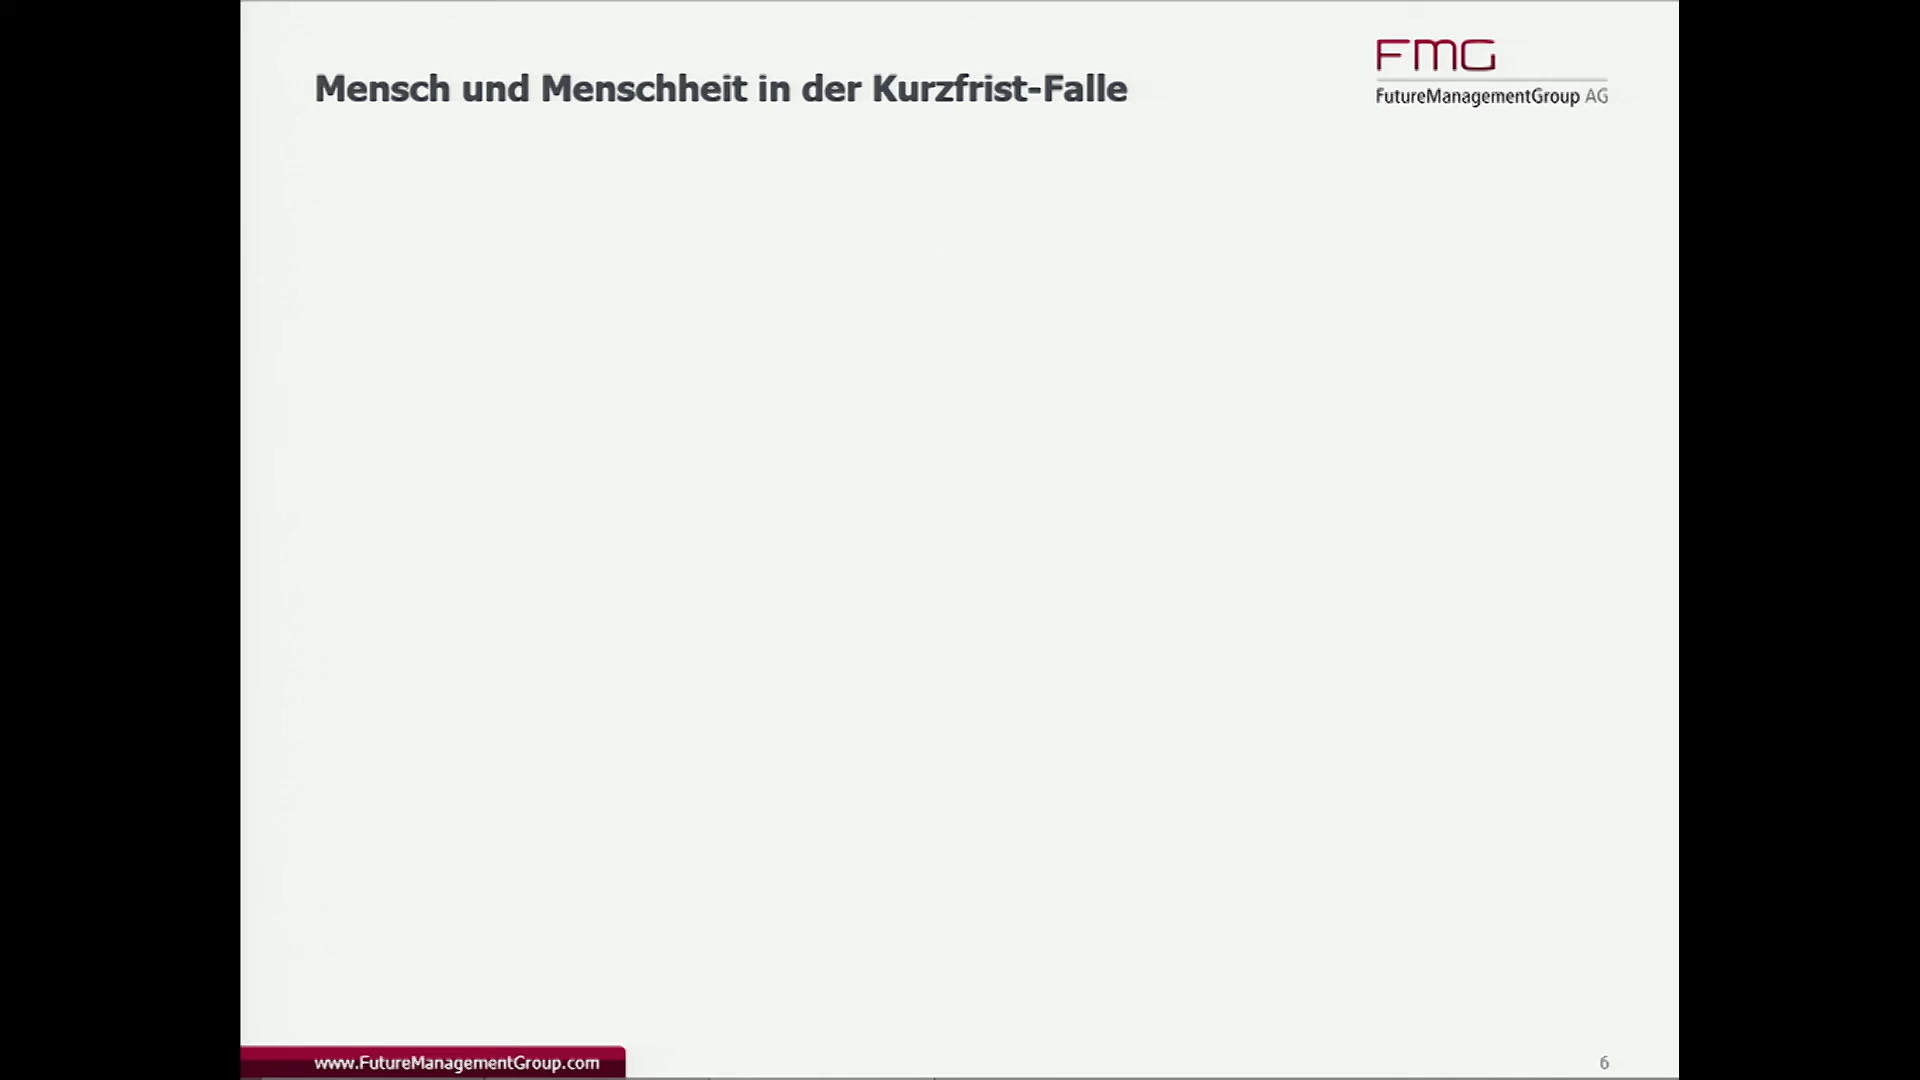 Mensch und Menschheit in der Kurzfrist-Falle
FMG
FutureManagementGroup AG
www.FutureManagementGroup.com
6